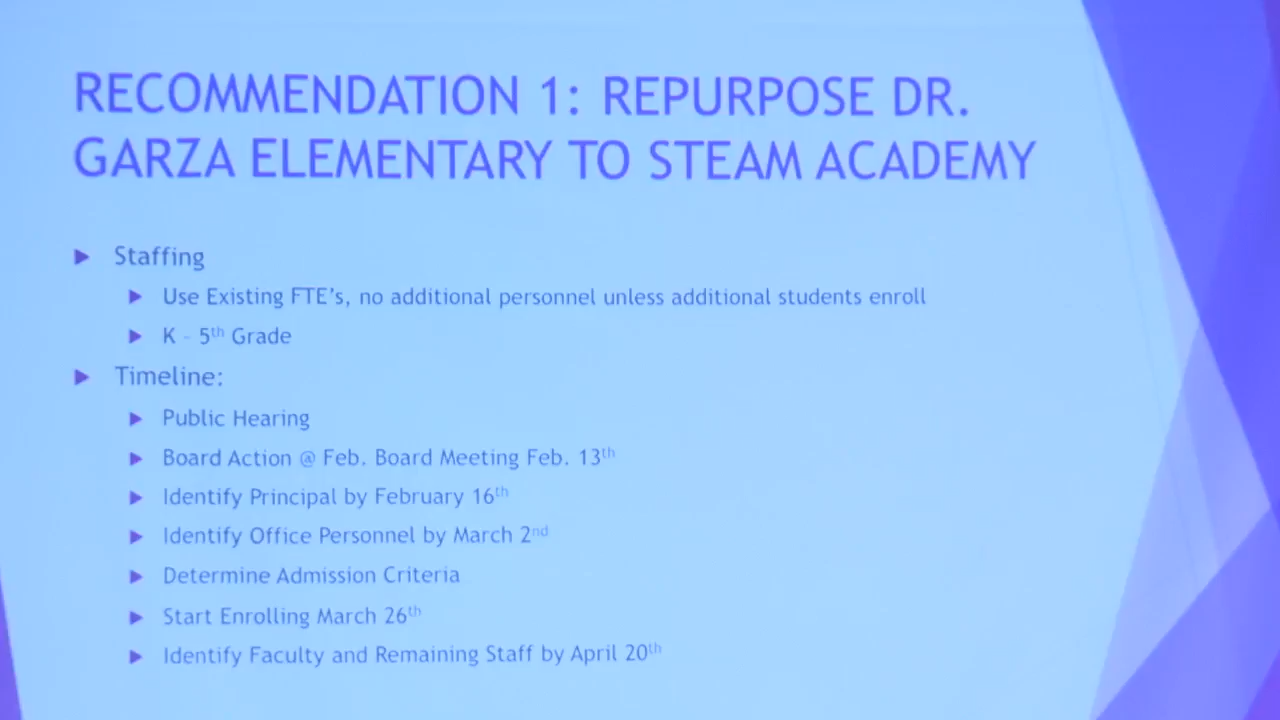 RECOMMENDATION 1: REPURPOSE DR.
GARZA ELEMENTARY TO STEAM ACADEMY
Staffing
Use Existing FTE's, no additional personnel unless additional students enroll
K - 5th Grade
Timeline:
Public Hearing
Board Action @ Feb. Board Meeting Feb. 13th
Identify Principal by February 16th
Identify Office Personnel by March 2nd
Determine Admission Criteria
Start Enrolling March 26th
Identify Faculty and Remaining Staff by April 20th